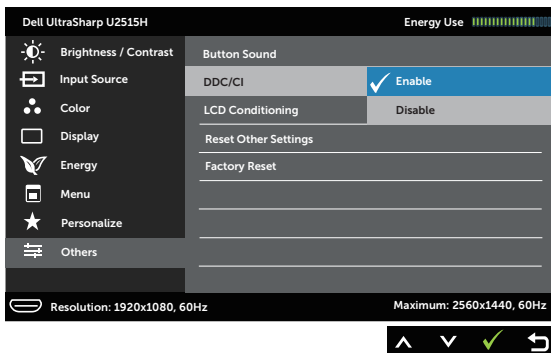 Dell UltraSharp U2515H Energy Use
Brightness / Contrast Button Sound
Input Source DDC/CI Enable
Color LCD Conditioning Disable
Display Reset Other Settings
Energy Factory Reset
Menu
Personalize
Others
Resolution: 1920x1080, 60Hz Maximum: 2560x1440, 60Hz